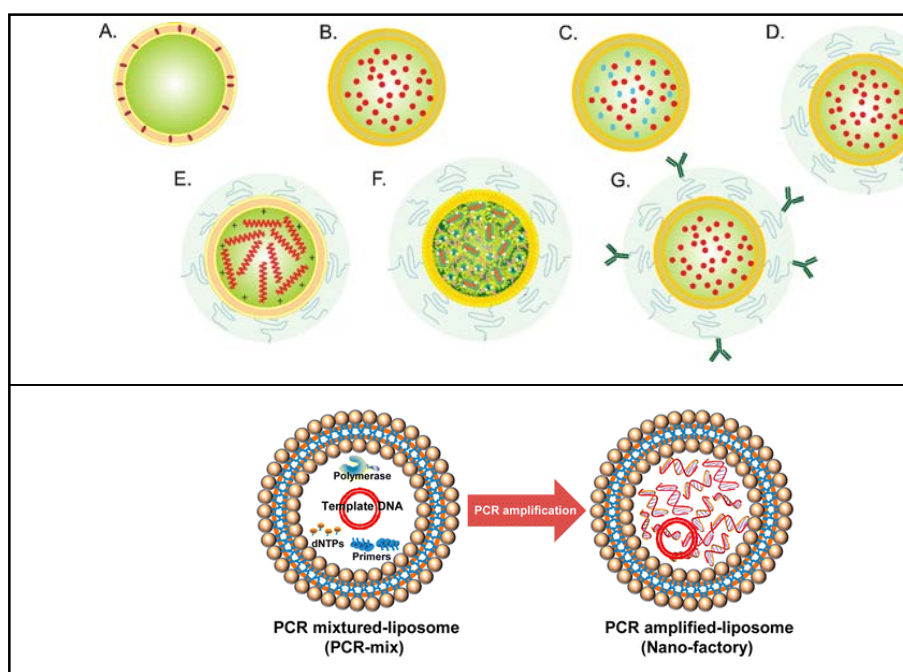 A.
B.
C.
D.
E.
F.
G.
Polymerase
Template DNA
dNTPs
Primers
PCR amplification
PCR mixtured-liposome
(PCR-mix)
PCR amplified-liposome
(Nano-factory)